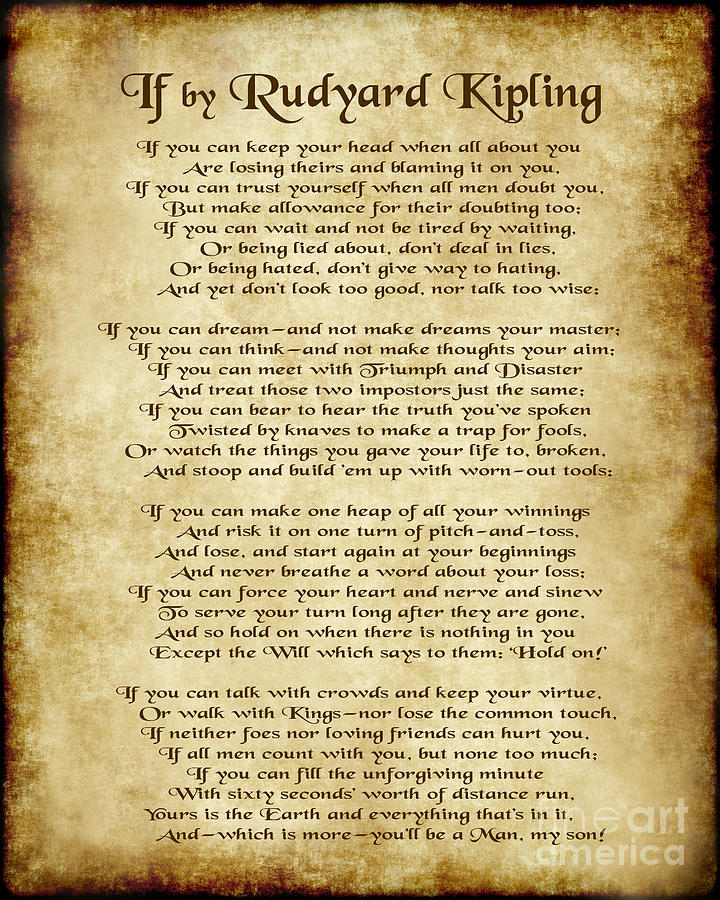 If by Rudyard Kipling
If you can keep your head when all about you
Are losing theirs and blaming it on you,
If you can trust yourself when all men doubt you,
But make allowance for their doubting too;
If you can wait and not be tired by waiting,
Or being lied about, don't deal in lies,
Or being hated, don't give way to hating,
And yet don't look too good, nor talk too wise:
If you can dream—and not make dreams your master;
If you can think—and not make thoughts your aim;
If you can meet with Triumph and Disaster
And treat those two impostors just the same;
If you can bear to hear the truth you've spoken
Twisted by knaves to make a trap for fools,
Or watch the things you gave your life to, broken,
And stoop and build 'em up with worn-out tools:
If you can make one heap of all your winnings
And risk it on one turn of pitch-and-toss,
And lose, and start again at your beginnings
And never breathe a word about your loss;
If you can force your heart and nerve and sinew
To serve your turn long after they are gone,
And so hold on when there is nothing in you
Except the Will which says to them: 'Hold on!'
If you can talk with crowds and keep your virtue,
Or walk with Kings—nor lose the common touch,
If neither foes nor loving friends can hurt you,
If all men count with you, but none too much;
If you can fill the unforgiving minute
With sixty seconds' worth of distance run,
Yours is the Earth and everything that's in it,
And—which is more—you'll be a Man, my son!
fine art
america